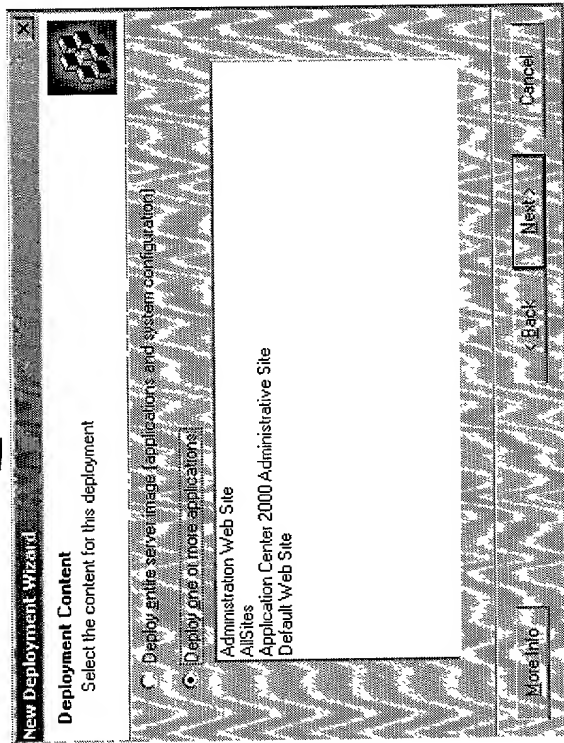 New Deployment Wizard
Deployment Content
Select the content for this deployment
Deploy entire server image (applications and system configuration)
Deploy one or more applications
Administration Web Site
AllSites
Application Center 2000 Administrative Site
Default Web Site
More Info
< Back
Next >
Cancel